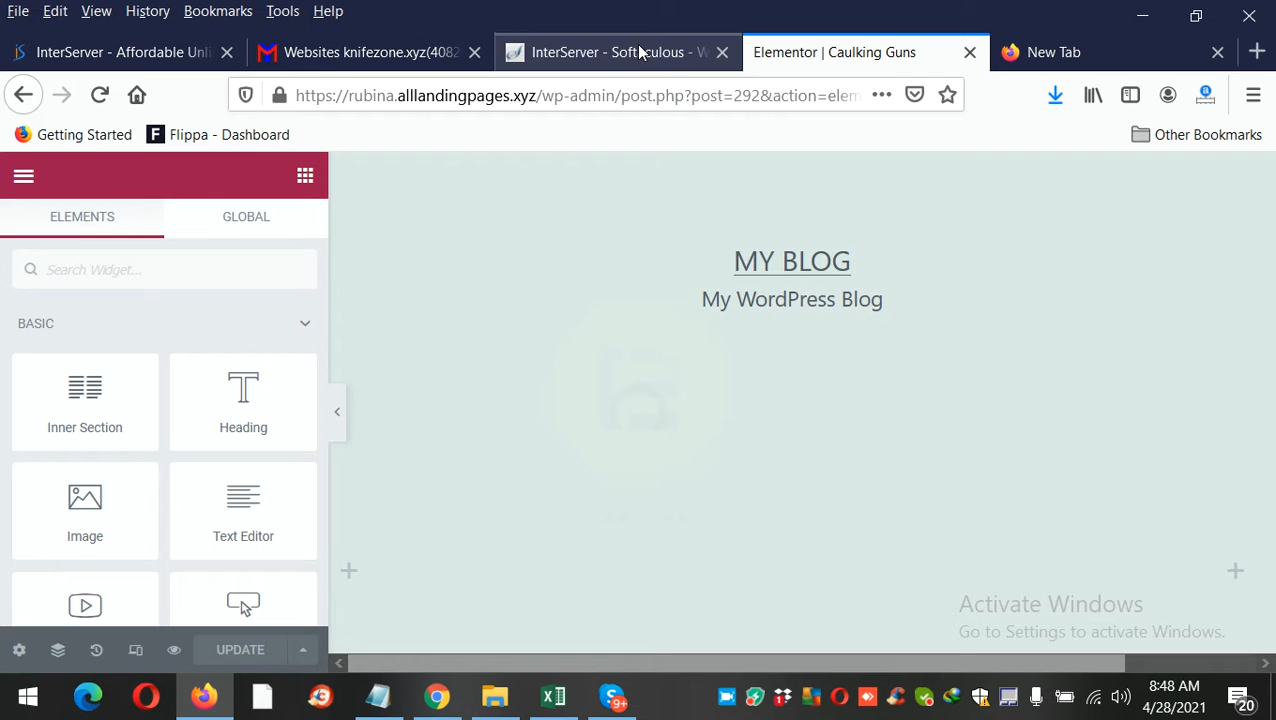 File Edit View History Bookmarks Tools Help
InterServer - Affordable Unli
Websites knifezone.xyz(4082
InterServer - Softaculous - W
Elementor | Caulking Guns
New Tab
https://rubina.alllandingpages.xyz/wp-admin/post.php?post=292&action=elem
Getting Started
Flippa - Dashboard
Other Bookmarks
ELEMENTS
GLOBAL
Search Widget...
BASIC
Inner Section
Heading
Image
Text Editor
UPDATE
MY BLOG
My WordPress Blog
Activate Windows
Go to Settings to activate Windows.
9+
8:48 AM
4/28/2021
20